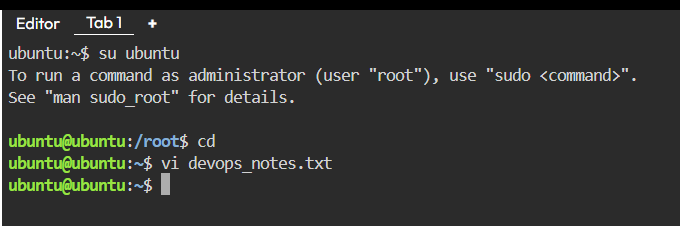 Editor Tab 1 +
ubuntu:~$ su ubuntu
To run a command as administrator (user "root"), use "sudo <command>".
See "man sudo_root" for details.
ubuntu@ubuntu:/root$ cd
ubuntu@ubuntu:~$ vi devops_notes.txt
ubuntu@ubuntu:~$